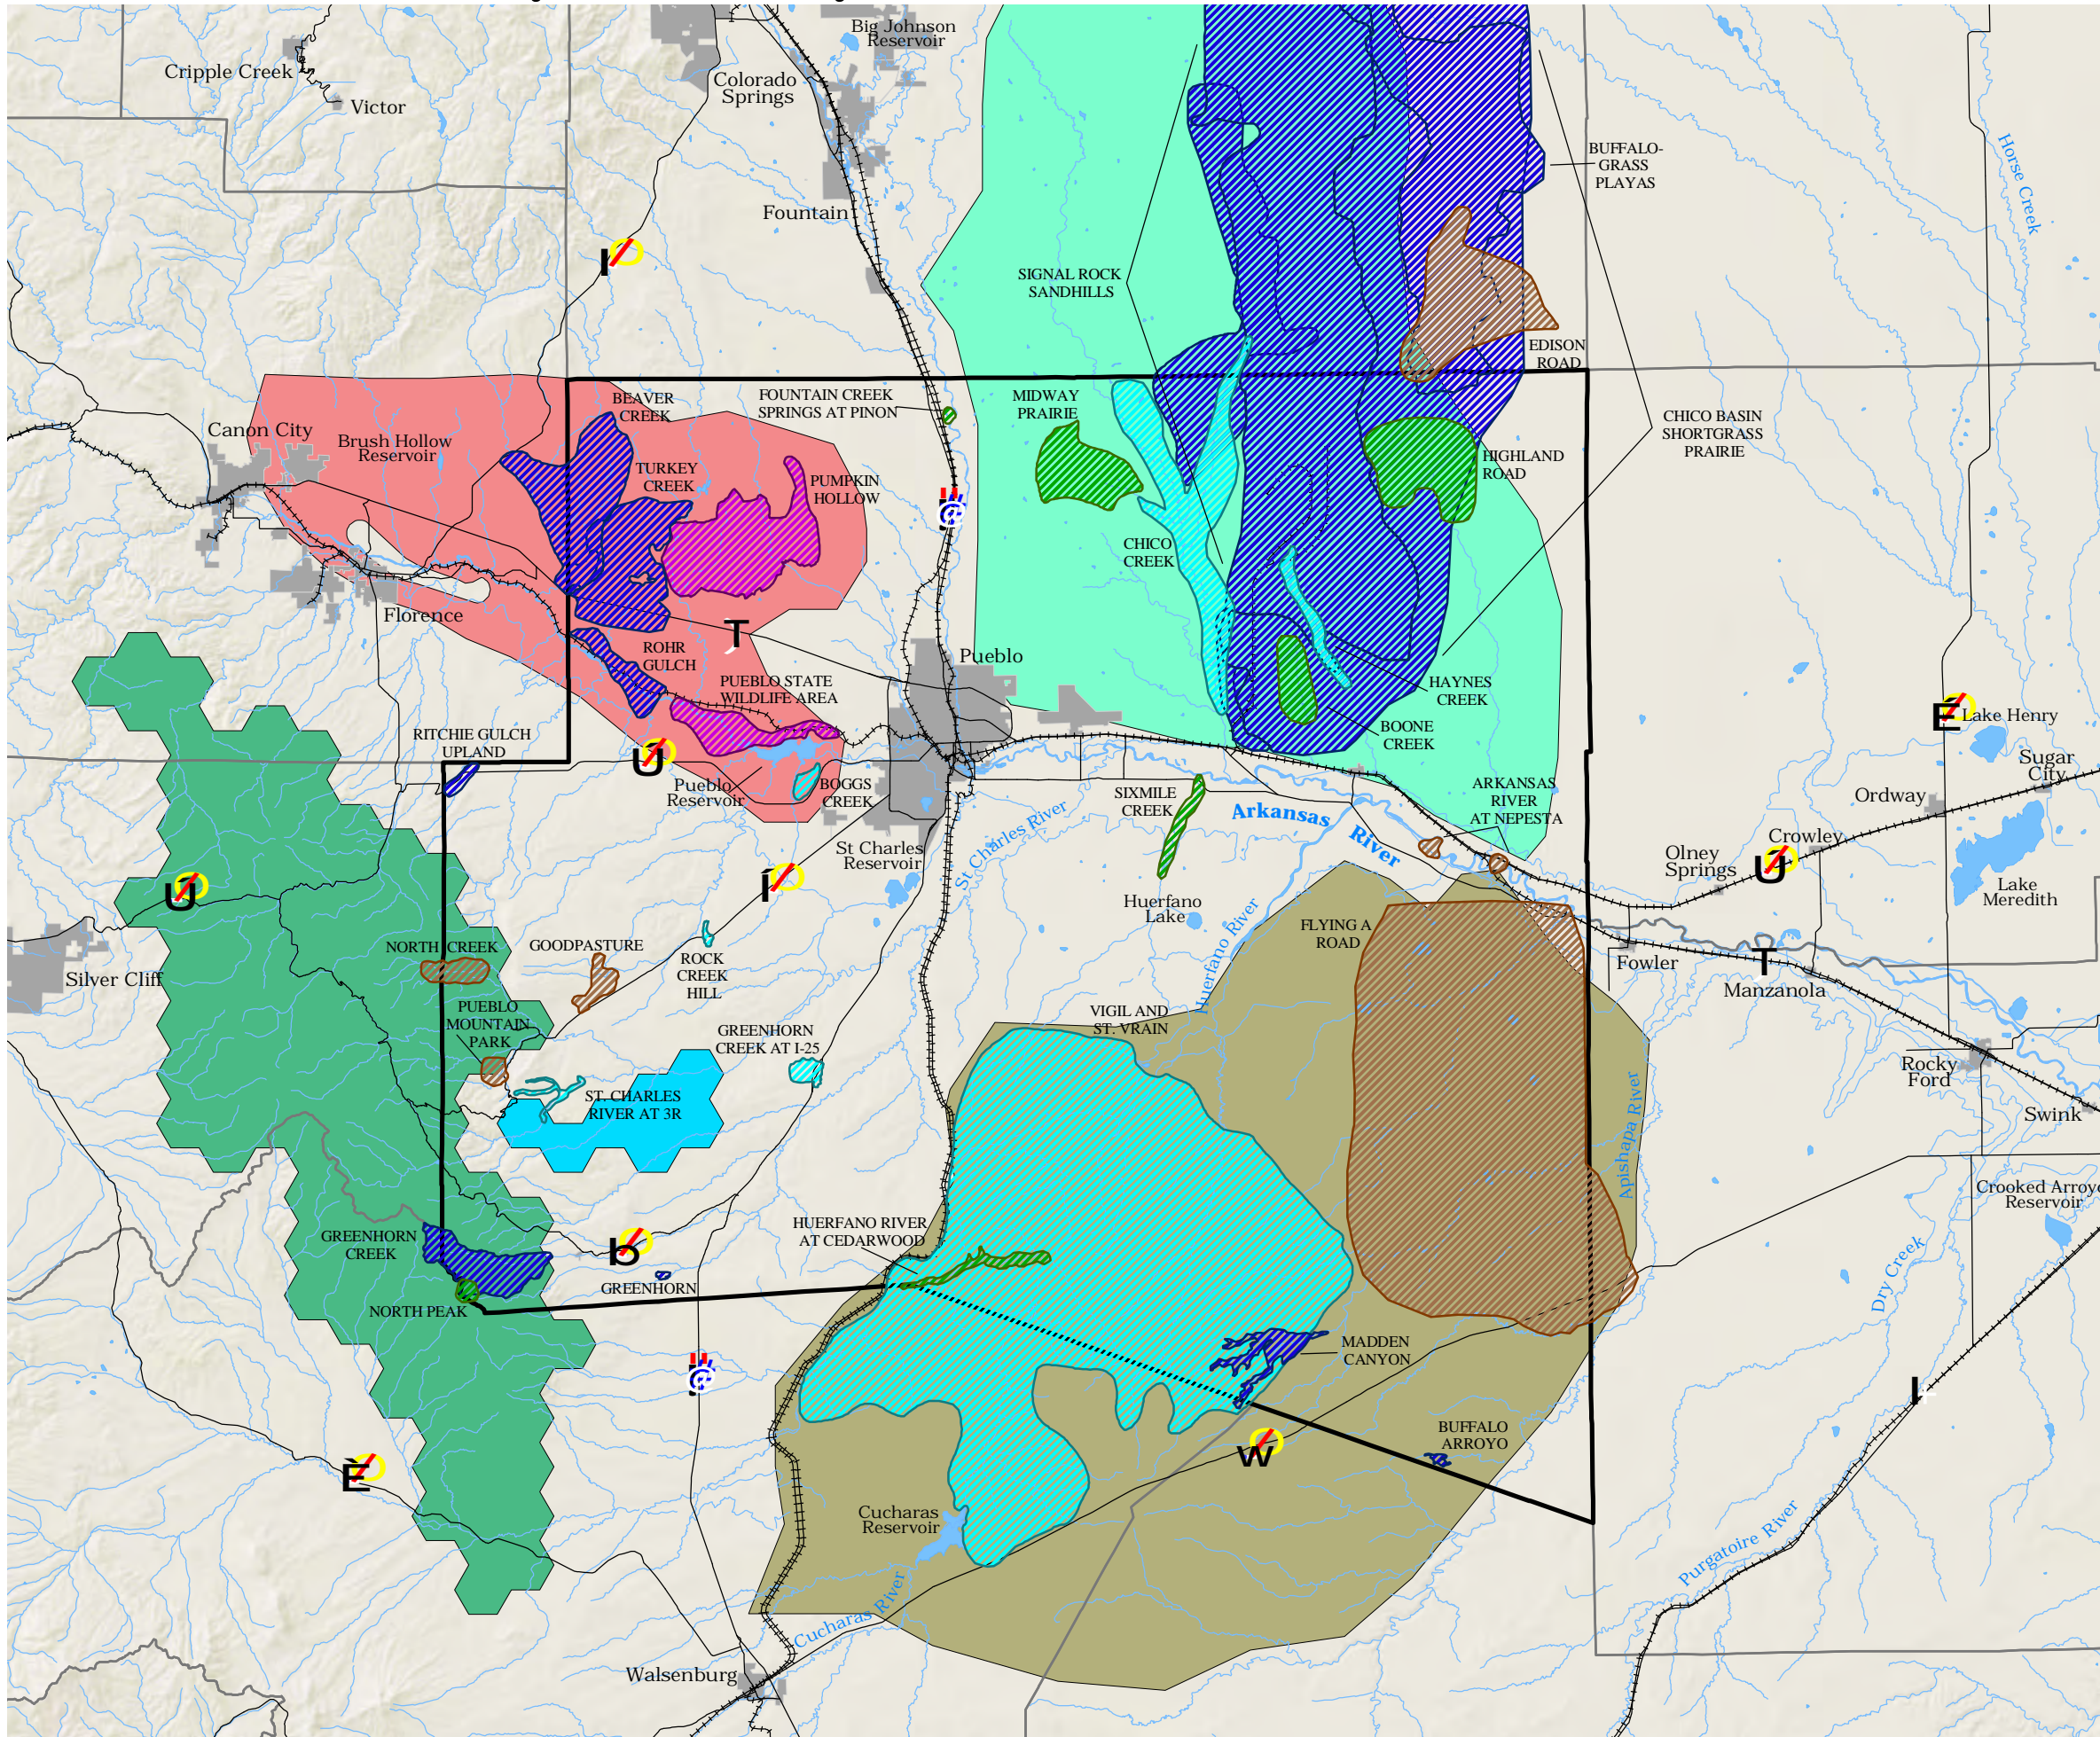 Big Johnson
Reservoir
Cripple Creek
Victor
Colorado
Springs
Fountain
Horse Creek
BUFFALO-
GRASS
PLAYAS
SIGNAL ROCK
SANDHILLS
EDISON
ROAD
BEAVER
CREEK
FOUNTAIN CREEK
SPRINGS AT PINON
MIDWAY
PRAIRIE
CHICO BASIN
SHORTGRASS
PRAIRIE
Canon City
Brush Hollow
Reservoir
TURKEY
CREEK
PUMPKIN
HOLLOW
HIGHLAND
ROAD
CHICO
CREEK
Florence
ROHR
GULCH
Pueblo
PUEBLO STATE
WILDLIFE AREA
HAYNES
CREEK
BOONE
CREEK
Lake Henry
Sugar
City
RITCHIE GULCH
UPLAND
Pueblo
Reservoir
BOGGS
CREEK
SIXMILE
CREEK
ARKANSAS
RIVER
AT NEPESTA
Ordway
Arkansas
River
Crowley
St Charles
Reservoir
St Charles River
Olney
Springs
Lake
Meredith
Huerfano
Lake
Huerfano River
FLYING A
ROAD
NORTH CREEK
GOODPASTURE
ROCK
CREEK
HILL
Silver Cliff
Fowler
Manzanola
PUEBLO
MOUNTAIN
PARK
GREENHORN
CREEK AT I-25
VIGIL AND
ST. VRAIN
Rocky
Ford
Swink
ST. CHARLES
RIVER AT 3R
Apishapa River
Crooked Arroyo
Reservoir
HUERFANO RIVER
AT CEDARWOOD
GREENHORN
CREEK
GREENHORN
NORTH PEAK
Dry Creek
MADDEN
CANYON
BUFFALO
ARROYO
Cucharas
Reservoir
Purgatoire River
Cucharas River
Walsenburg